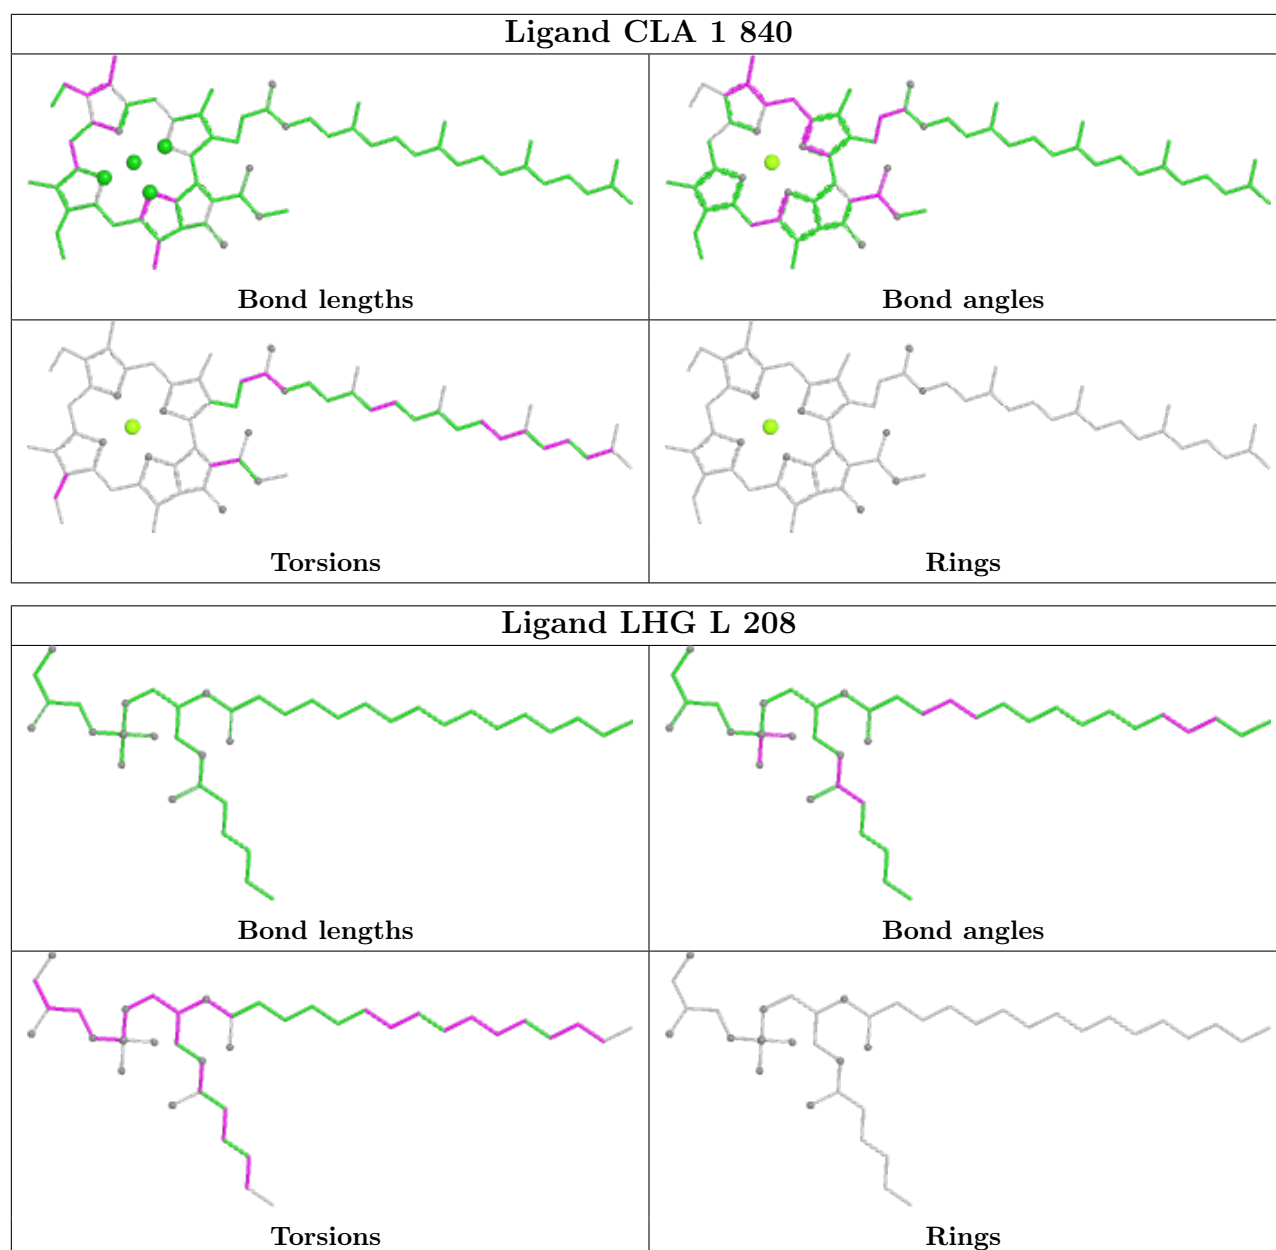 Ligand CLA 1 840
Bond lengths
Bond angles
Torsions
Rings
Ligand LHG L 208
Bond lengths
Bond angles
Torsions
Rings